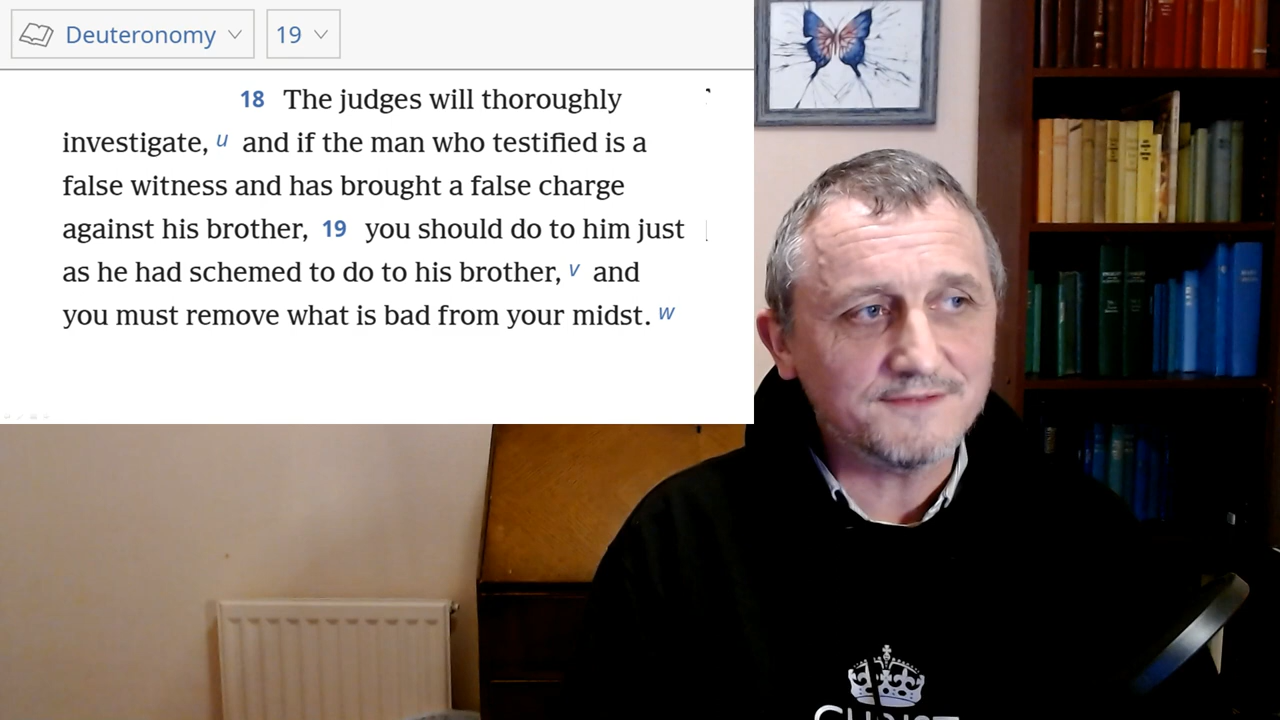 Deuteronomy 19
18 The judges will thoroughly
investigate, u and if the man who testified is a
false witness and has brought a false charge
against his brother, 19 you should do to him just
as he had schemed to do to his brother, v and
you must remove what is bad from your midst. w
CHRIST